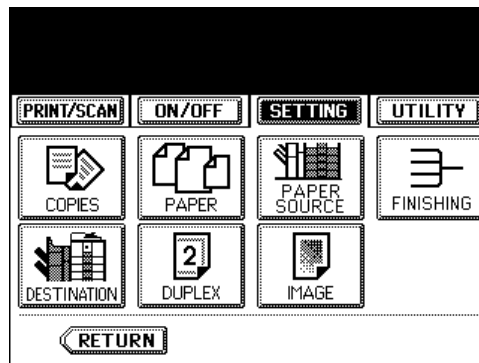 PRINT/SCAN ON/OFF SETTING UTILITY
COPIES PAPER PAPER SOURCE FINISHING
2
DESTINATION DUPLEX IMAGE
RETURN